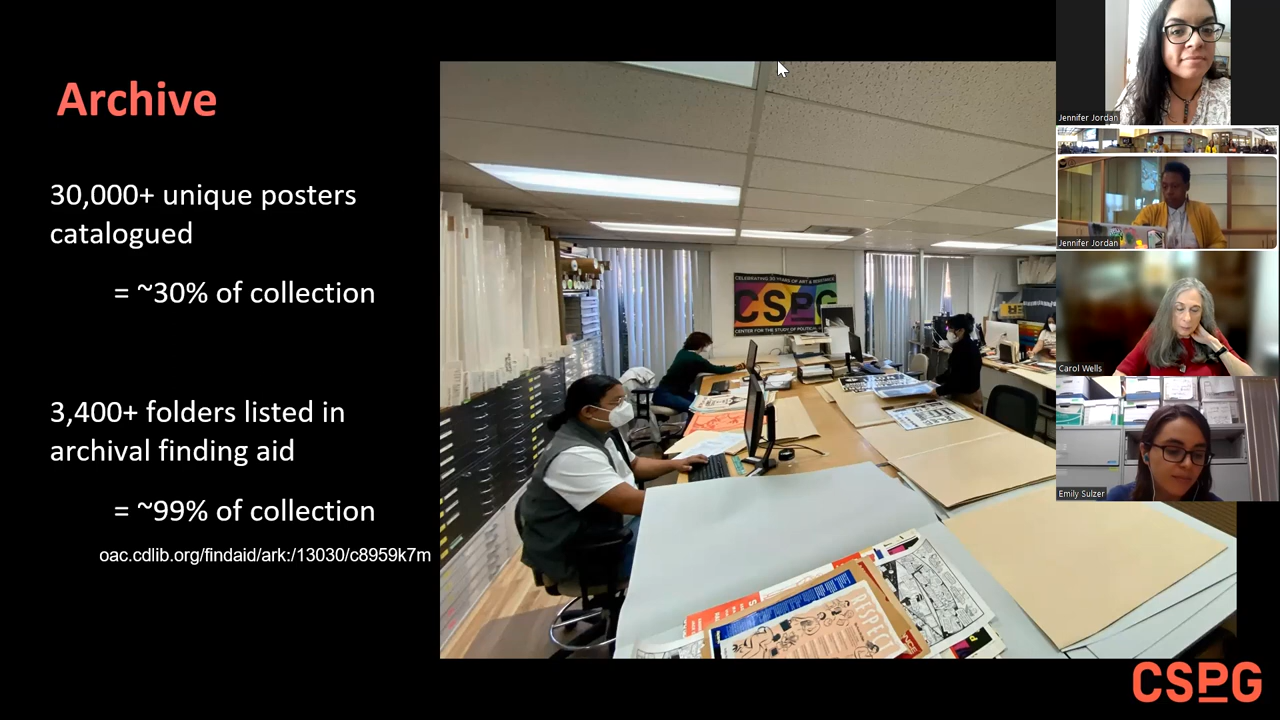 Archive
30,000+ unique posters
catalogued
= ~30% of collection
3,400+ folders listed in
archival finding aid
= ~99% of collection
oac.cdlib.org/findaid/ark:/13030/c8959k7m
CELEBRATING 30 YEARS OF ART & RESISTANCE
CSPG
CENTER FOR THE STUDY OF POLITICAL
RESPECT
Jennifer Jordan
Jennifer Jordan
Carol Wells
Emily Sulzer
CSPG